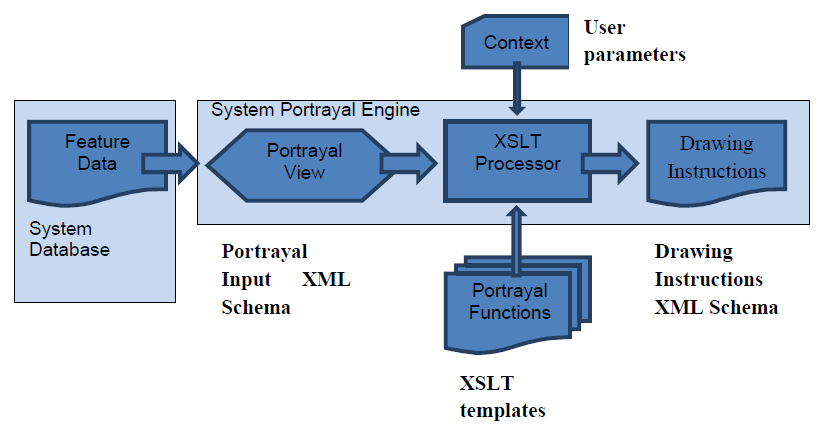 Context
User
parameters
System Portrayal Engine
Feature
Data
Portrayal
View
XSLT
Processor
Drawing
Instructions
System
Database
Portrayal
Input XML
Schema
Portrayal
Functions
Drawing
Instructions
XML Schema
XSLT
templates